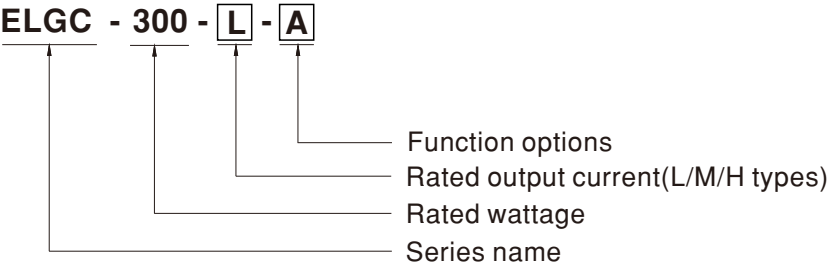 ELGC - 300 - L - A
Function options
Rated output current(L/M/H types)
Rated wattage
Series name